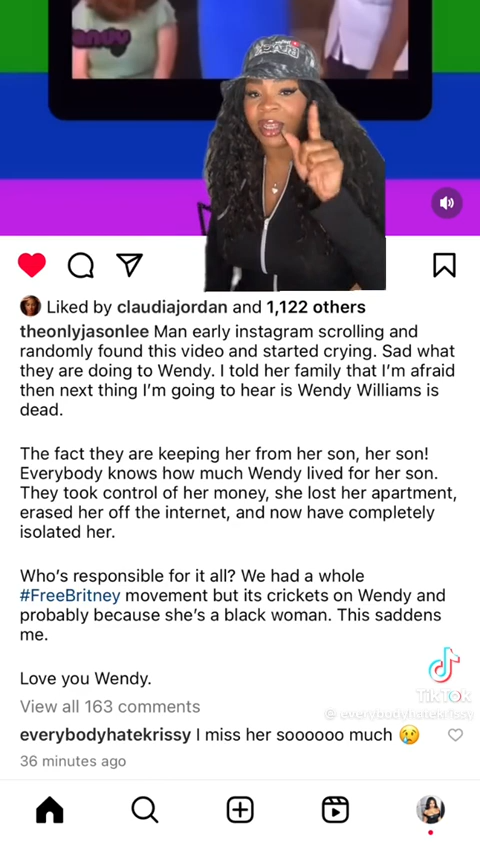 Liked by claudiajordan and 1,122 others
theonlyjasonlee Man early instagram scrolling and
randomly found this video and started crying. Sad what
they are doing to Wendy. I told her family that I'm afraid
then next thing I'm going to hear is Wendy Williams is
dead.
The fact they are keeping her from her son, her son!
Everybody knows how much Wendy lived for her son.
They took control of her money, she lost her apartment,
erased her off the internet, and now have completely
isolated her.
Who's responsible for it all? We had a whole
#FreeBritney movement but its crickets on Wendy and
probably because she's a black woman. This saddens
me.
Love you Wendy.
TikTok
View all 163 comments
@ everybodyhatekrissy
everybodyhatekrissy I miss her soooooo much 😢
36 minutes ago